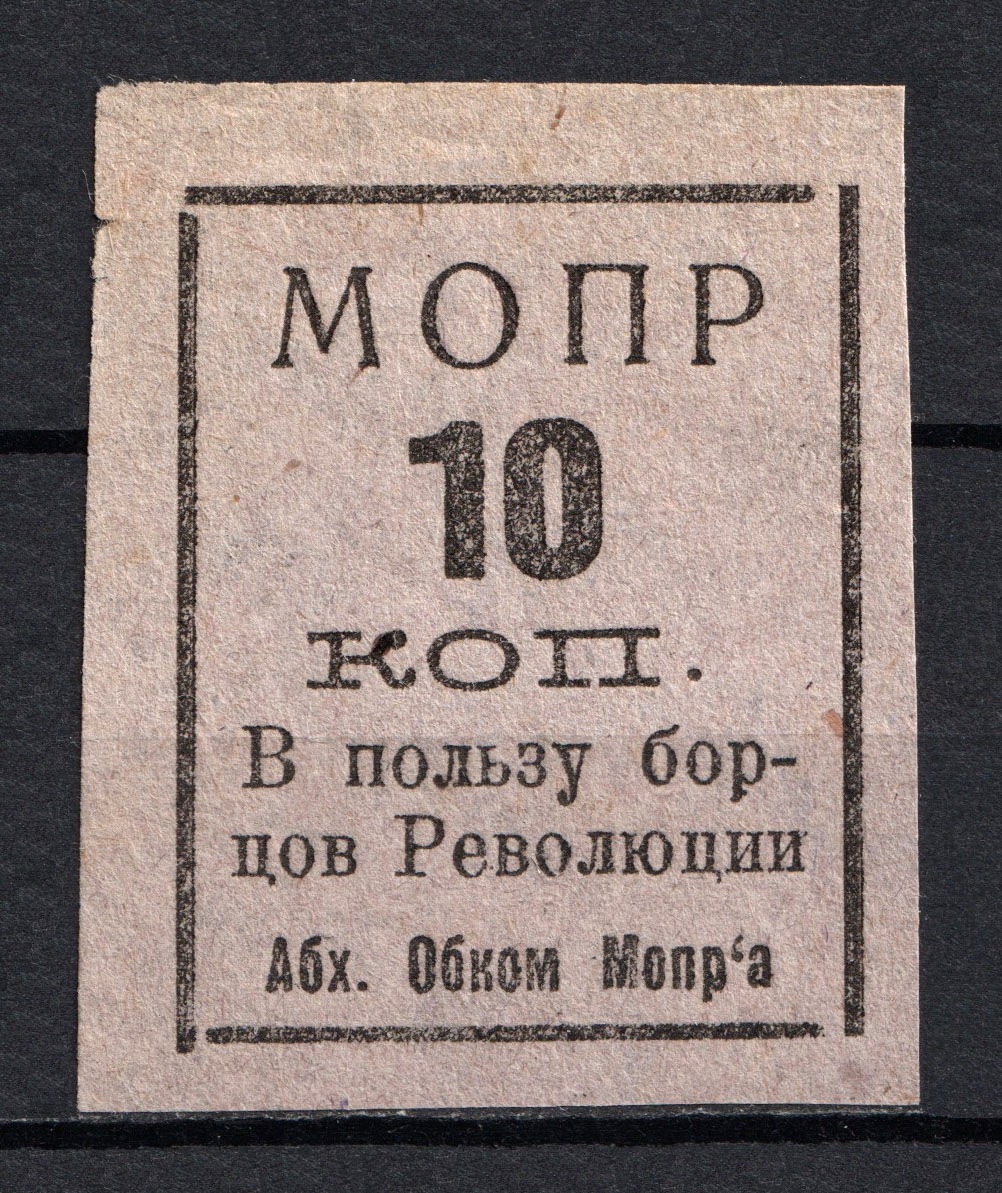 МОПР
10
коп.
В пользу бор-
цов Революции
Абх. Обком Мопр‘а